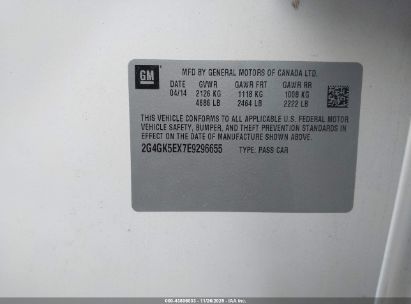 GM
MFD BY GENERAL MOTORS OF CANADA LTD.
DATE GVWR GAWR FRT GAWR RR
04/14 2126 KG 1118 KG 1008 KG
4686 LB 2464 LB 2222 LB
THIS VEHICLE CONFORMS TO ALL APPLICABLE U.S. FEDERAL MOTOR
VEHICLE SAFETY, BUMPER, AND THEFT PREVENTION STANDARDS IN
EFFECT ON THE DATE OF MANUFACTURE SHOWN ABOVE.
2G4GK5EX7E9296655 TYPE: PASS CAR